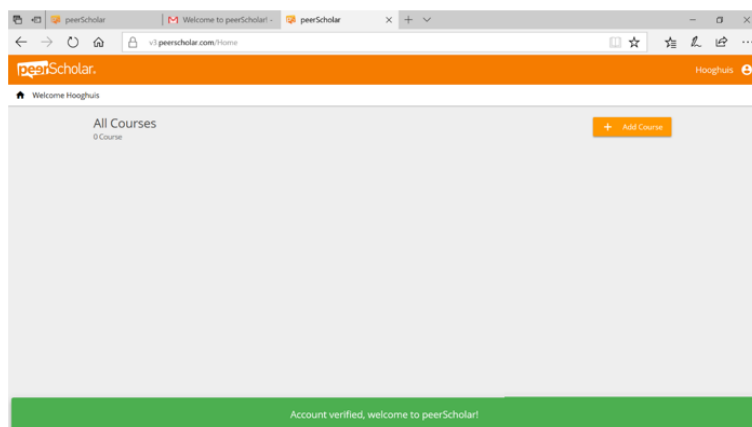 peerScholar
Welcome to peerScholar! -
peerScholar
v3.peerscholar.com/Home
peerScholar.
Hooghuis
Welcome Hooghuis
All Courses
0 Course
+ Add Course
Account verified, welcome to peerScholar!